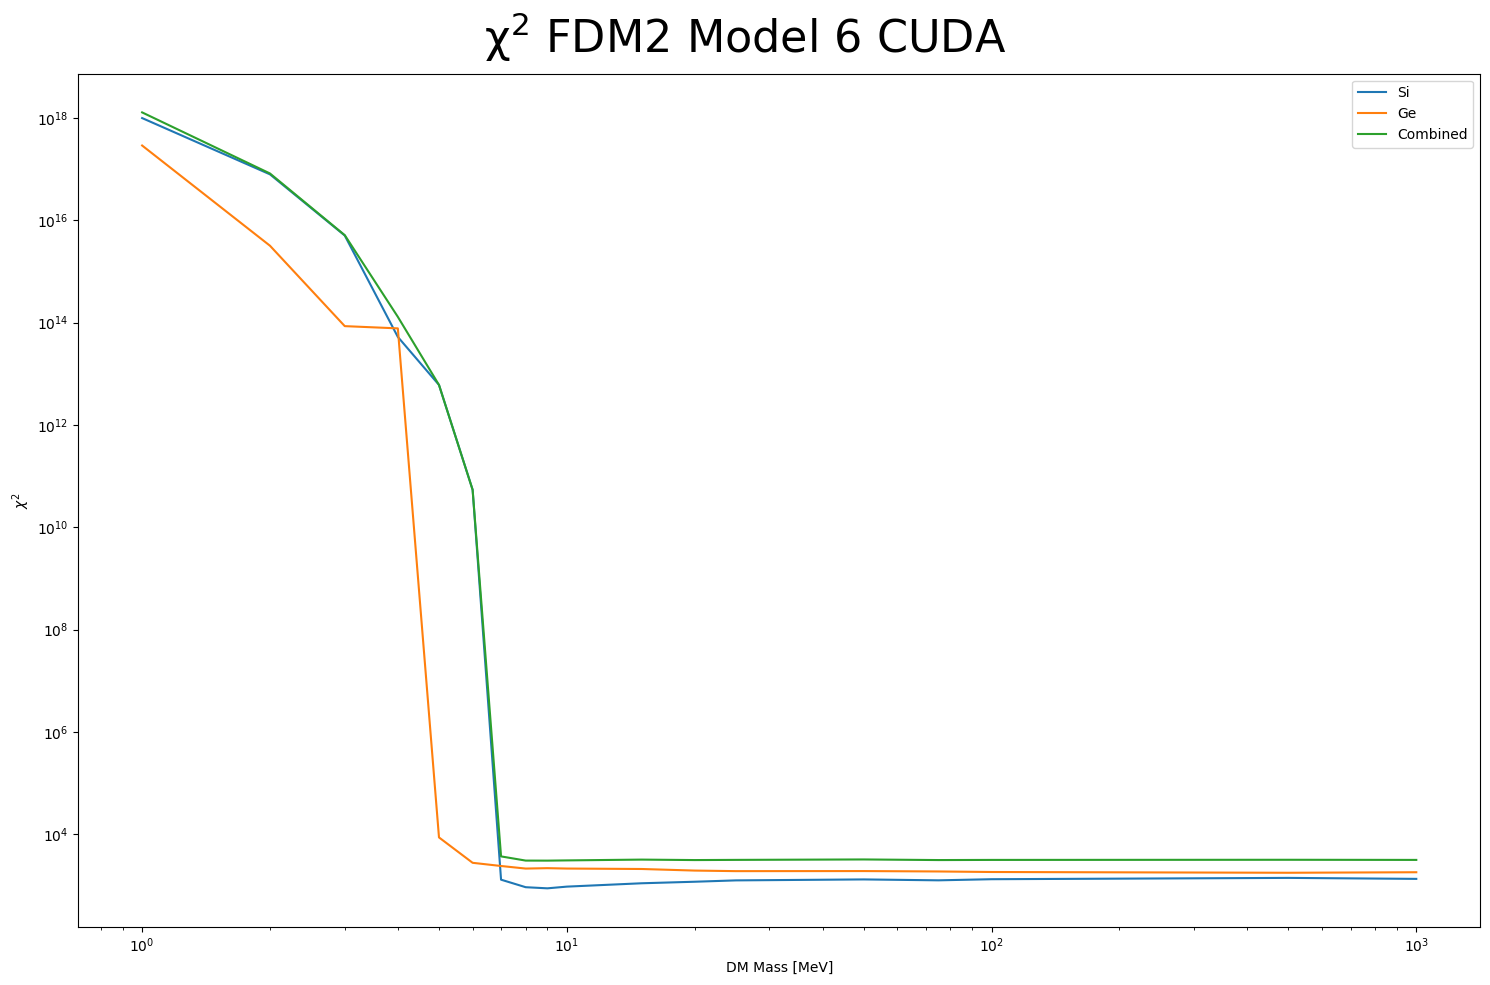 χ² FDM2 Model 6 CUDA
Si
Ge
Combined
10¹⁸
10¹⁶
10¹⁴
10¹²
10¹⁰
10⁸
10⁶
10⁴
χ²
10⁰ 10¹ 10² 10³
DM Mass [MeV]